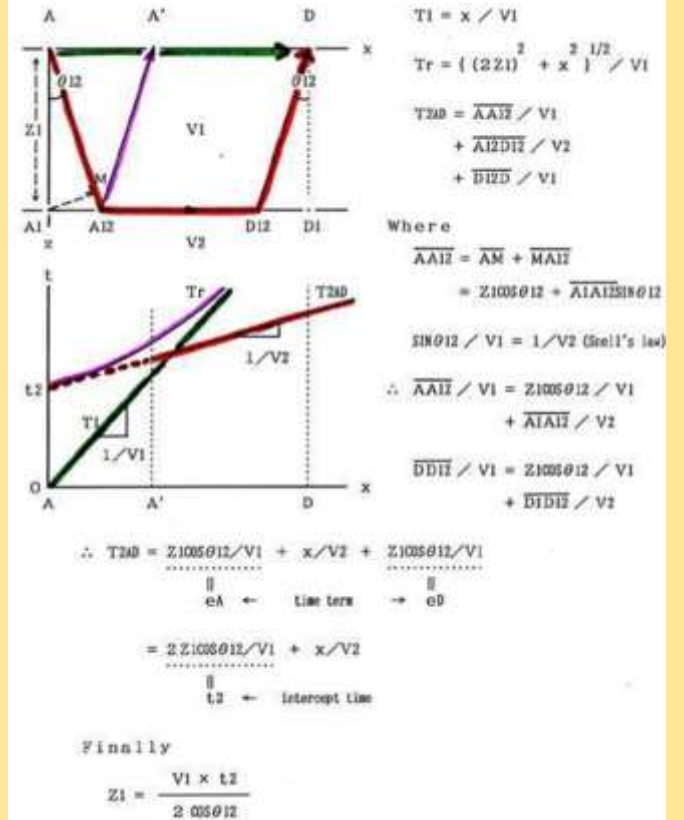 A A' D
x
T1 = x / V1
Tr = { (2Z1)² + x² }^1/2 / V1
θ12 θ12
Z1
V1
M
A1 A12 D12 D1
z
V2
T2AD = AA12 / V1
+ A12D12 / V2
+ D12D / V1
Where
AA12 = AM + MA12
= Z1COSθ12 + A1A12SINθ12
SINθ12 / V1 = 1/V2 (Snell's law)
∴ AA12 / V1 = Z1COSθ12 / V1
+ A1A12 / V2
DD12 / V1 = Z1COSθ12 / V1
+ D1D12 / V2
t
Tr T2AD
1/V2
t2
T1
1/V1
O
A A' D x
∴ T2AD = Z1COSθ12/V1 + x/V2 + Z1COSθ12/V1
|| ||
eA ← time term → eD
= 2Z1COSθ12/V1 + x/V2
||
t2 ← intercept time
Finally
V1 × t2
Z1 =
2 COSθ12